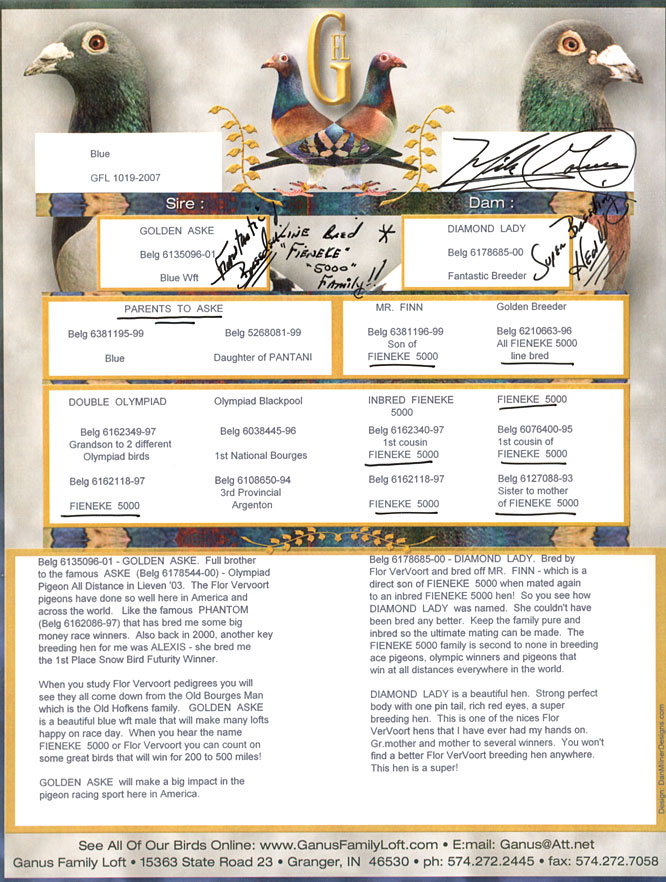 G FL
Blue
GFL 1019-2007
Sire :
Dam :
GOLDEN ASKE
Belg 6135096-01
Blue Wft
Fantastic!
LINE Bred
"FIENEKE"
"5000"
Family!!
DIAMOND LADY
Belg 6178685-00
Fantastic Breeder
Super Breeding
Hen!!
PARENTS TO ASKE
Belg 6381195-99
Blue
Belg 5268081-99
Daughter of PANTANI
MR. FINN
Belg 6381196-99
Son of
FIENEKE 5000
Golden Breeder
Belg 6210663-96
All FIENEKE 5000
line bred
DOUBLE OLYMPIAD
Belg 6162349-97
Grandson to 2 different
Olympiad birds
Belg 6162118-97
FIENEKE 5000
Olympiad Blackpool
Belg 6038445-96
1st National Bourges
Belg 6108650-94
3rd Provincial
Argenton
INBRED FIENEKE
5000
Belg 6162340-97
1st cousin
FIENEKE 5000
Belg 6162118-97
FIENEKE 5000
FIENEKE 5000
Belg 6076400-95
1st cousin of
FIENEKE 5000
Belg 6127088-93
Sister to mother
of FIENEKE 5000
Belg 6135096-01 - GOLDEN ASKE. Full brother
to the famous ASKE (Belg 6178544-00) - Olympiad
Pigeon All Distance in Lieven '03. The Flor Vervoort
pigeons have done so well here in America and
across the world. Like the famous PHANTOM
(Belg 6162086-97) that has bred me some big
money race winners. Also back in 2000, another key
breeding hen for me was ALEXIS - she bred me
the 1st Place Snow Bird Futurity Winner.
When you study Flor Vervoort pedigrees you will
see they all come down from the Old Bourges Man
which is the Old Hofkens family. GOLDEN ASKE
is a beautiful blue wft male that will make many lofts
happy on race day. When you hear the name
FIENEKE 5000 or Flor Vervoort you can count on
some great birds that will win for 200 to 500 miles!
GOLDEN ASKE will make a big impact in the
pigeon racing sport here in America.
Belg 6178685-00 - DIAMOND LADY. Bred by
Flor VerVoort and bred off MR. FINN - which is a
direct son of FIENEKE 5000 when mated again
to an inbred FIENEKE 5000 hen! So you see how
DIAMOND LADY was named. She couldn't have
been bred any better. Keep the family pure and
inbred so the ultimate mating can be made. The
FIENEKE 5000 family is second to none in breeding
ace pigeons, olympic winners and pigeons that
win at all distances everywhere in the world.
DIAMOND LADY is a beautiful hen. Strong perfect
body with one pin tail, rich red eyes, a super
breeding hen. This is one of the nices Flor
VerVoort hens that I have ever had my hands on.
Gr.mother and mother to several winners. You won't
find a better Flor VerVoort breeding hen anywhere.
This hen is a super!
Design: DanMilnerDesigns.com
See All Of Our Birds Online: www.GanusFamilyLoft.com • E:mail: Ganus@Att.net
Ganus Family Loft • 15363 State Road 23 • Granger, IN 46530 • ph: 574.272.2445 • fax: 574.272.7058